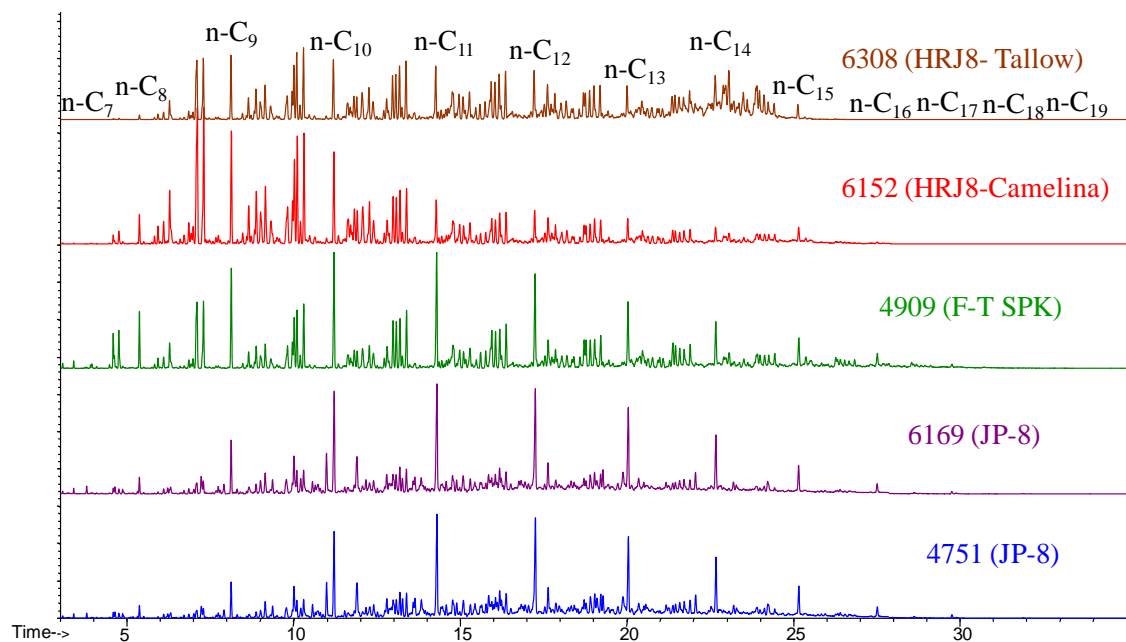 n-C₇
n-C₈
n-C₉
n-C₁₀
n-C₁₁
n-C₁₂
n-C₁₃
n-C₁₄
n-C₁₅
n-C₁₆ n-C₁₇ n-C₁₈ n-C₁₉
6308 (HRJ8- Tallow)
6152 (HRJ8-Camelina)
4909 (F-T SPK)
6169 (JP-8)
4751 (JP-8)
Time--> 5 10 15 20 25 30